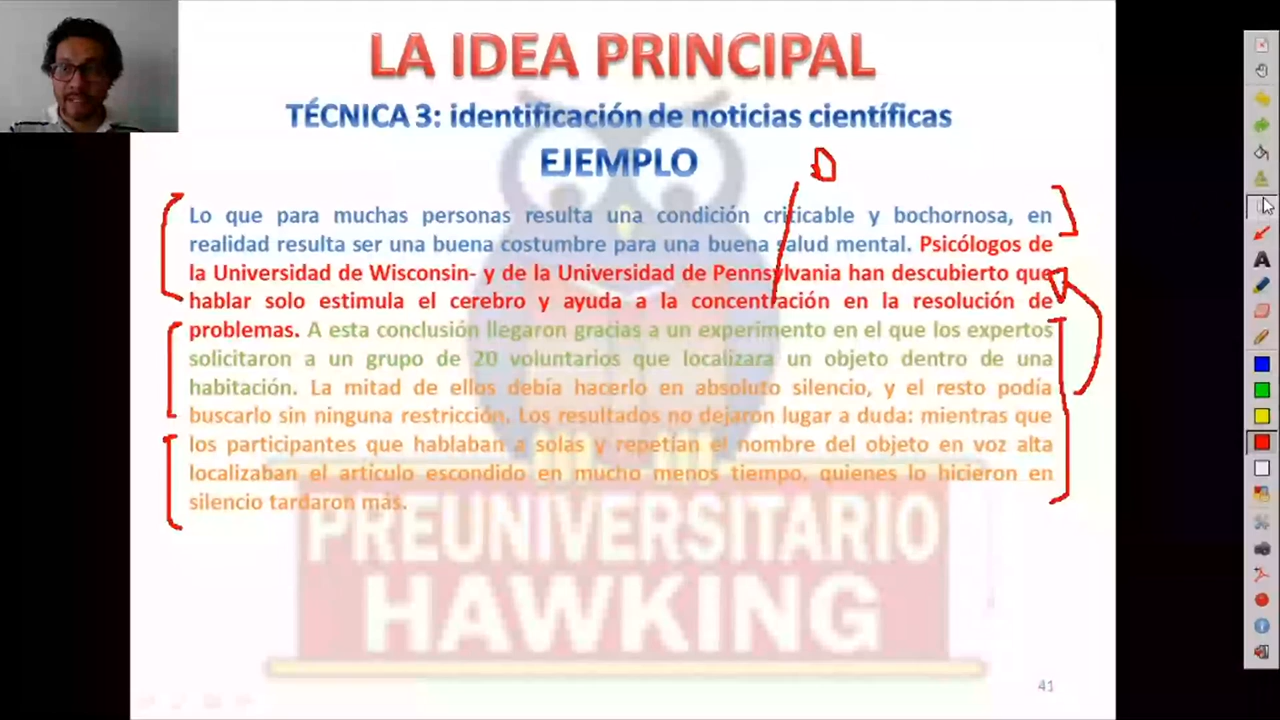 LA IDEA PRINCIPAL
TÉCNICA 3: identificación de noticias científicas
EJEMPLO
Lo que para muchas personas resulta una condición criticable y bochornosa, en
realidad resulta ser una buena costumbre para una buena salud mental. Psicólogos de
la Universidad de Wisconsin- y de la Universidad de Pennsylvania han descubierto que
hablar solo estimula el cerebro y ayuda a la concentración en la resolución de
problemas. A esta conclusión llegaron gracias a un experimento en el que los expertos
solicitaron a un grupo de 20 voluntarios que localizara un objeto dentro de una
habitación. La mitad de ellos debía hacerlo en absoluto silencio, y el resto podía
buscarlo sin ninguna restricción. Los resultados no dejaron lugar a duda: mientras que
los participantes que hablaban a solas y repetían el nombre del objeto en voz alta
localizaban el artículo escondido en mucho menos tiempo, quienes lo hicieron en
silencio tardaron más.
PREUNIVERSITARIO
HAWKING
41